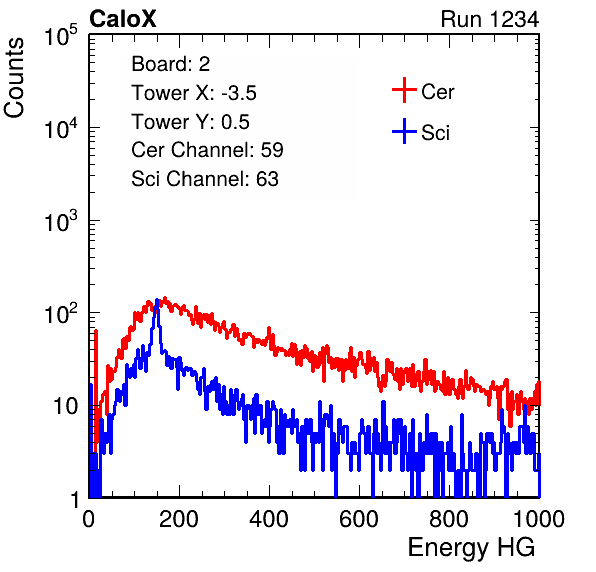 CaloX Run 1234
Counts
Board: 2
Tower X: -3.5
Tower Y: 0.5
Cer Channel: 59
Sci Channel: 63
Cer
Sci
10^5
10^4
10^3
10^2
10
1
0 200 400 600 800 1000
Energy HG